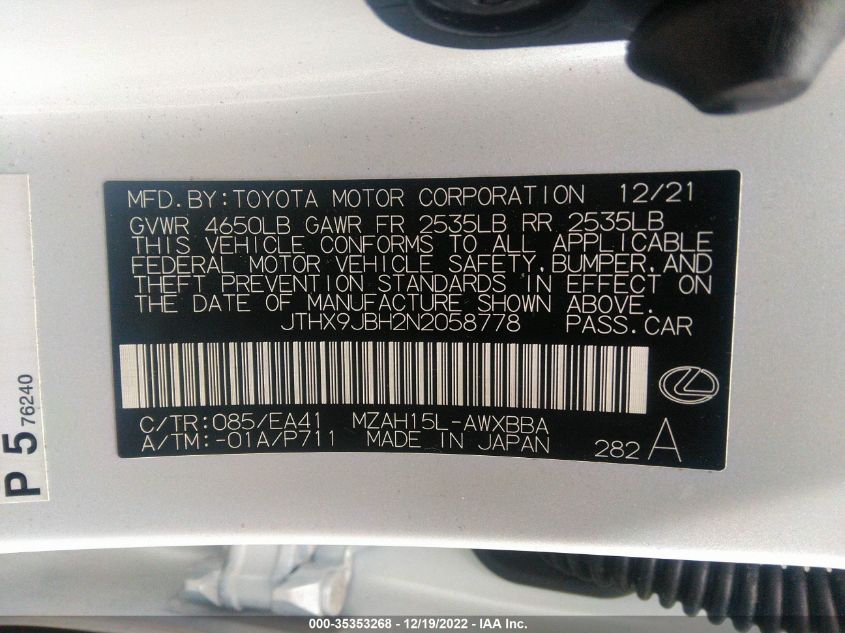 MFD.BY:TOYOTA MOTOR CORPORATION 12/21
GVWR 4650LB GAWR FR 2535LB RR 2535LB
THIS VEHICLE CONFORMS TO ALL APPLICABLE
FEDERAL MOTOR VEHICLE SAFETY,BUMPER,AND
THEFT PREVENTION STANDARDS IN EFFECT ON
THE DATE OF MANUFACTURE SHOWN ABOVE.
JTHX9JBH2N2058778 PASS.CAR
C/TR:085/EA41 MZAH15L-AWXBBA
A/TM:-01A/P711 MADE IN JAPAN 282 A
P 5 76240
000-35353268 - 12/19/2022 - IAA Inc.